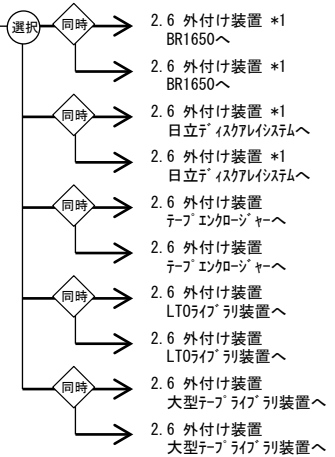 選択
同時
2.6 外付け装置 *1
BR1650へ
2.6 外付け装置 *1
BR1650へ
同時
2.6 外付け装置 *1
日立ディスクアレイシステムへ
2.6 外付け装置 *1
日立ディスクアレイシステムへ
同時
2.6 外付け装置
テープエンクロージャーへ
2.6 外付け装置
テープエンクロージャーへ
同時
2.6 外付け装置
LTOライブラリ装置へ
2.6 外付け装置
LTOライブラリ装置へ
同時
2.6 外付け装置
大型テープライブラリ装置へ
2.6 外付け装置
大型テープライブラリ装置へ